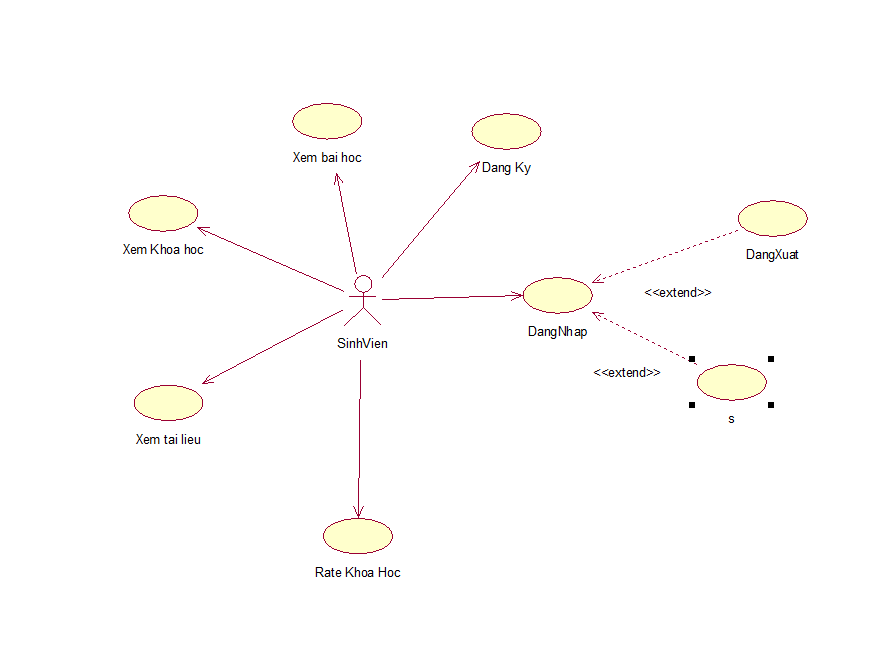 Xem bai hoc
Dang Ky
Xem Khoa hoc
DangXuat
<<extend>>
DangNhap
SinhVien
<<extend>>
s
Xem tai lieu
Rate Khoa Hoc